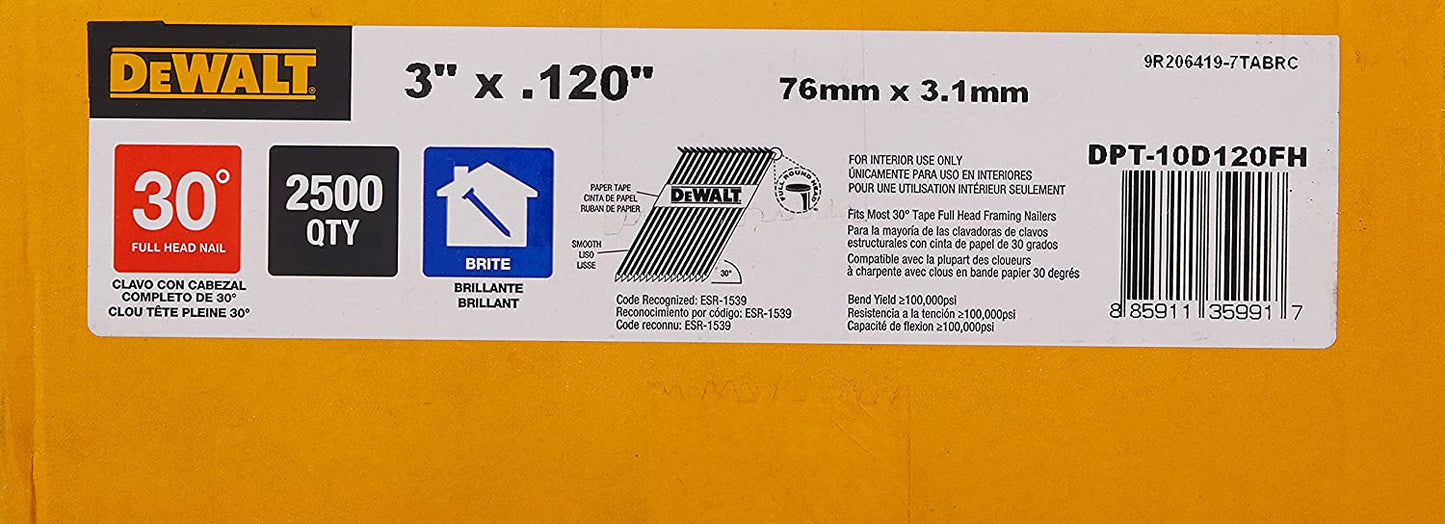 DEWALT
3" x .120"
76mm x 3.1mm
9R206419-7TABRC
30°
FULL HEAD NAIL
CLAVO CON CABEZAL
COMPLETO DE 30°
CLOU TÊTE PLEINE 30°
2500
QTY
BRITE
BRILLANTE
BRILLANT
PAPER TAPE
CINTA DE PAPEL
RUBAN DE PAPIER
SMOOTH
LISO
LISSE
DEWALT
FULL ROUND HEAD
30°
Code Recognized: ESR-1539
Reconocimiento por código: ESR-1539
Code reconnu: ESR-1539
FOR INTERIOR USE ONLY
ÚNICAMENTE PARA USO EN INTERIORES
POUR UNE UTILISATION INTÉRIEUR SEULEMENT
Fits Most 30° Tape Full Head Framing Nailers
Para la mayoría de las clavadoras de clavos
estructurales con cinta de papel de 30 grados
Compatible avec la plupart des cloueurs
à charpente avec clous en bande papier 30 degrés
Bend Yield ≥100,000psi
Resistencia a la tención ≥100,000psi
Capacité de flexion ≥100,000psi
DPT-10D120FH
8 85911 35991 7